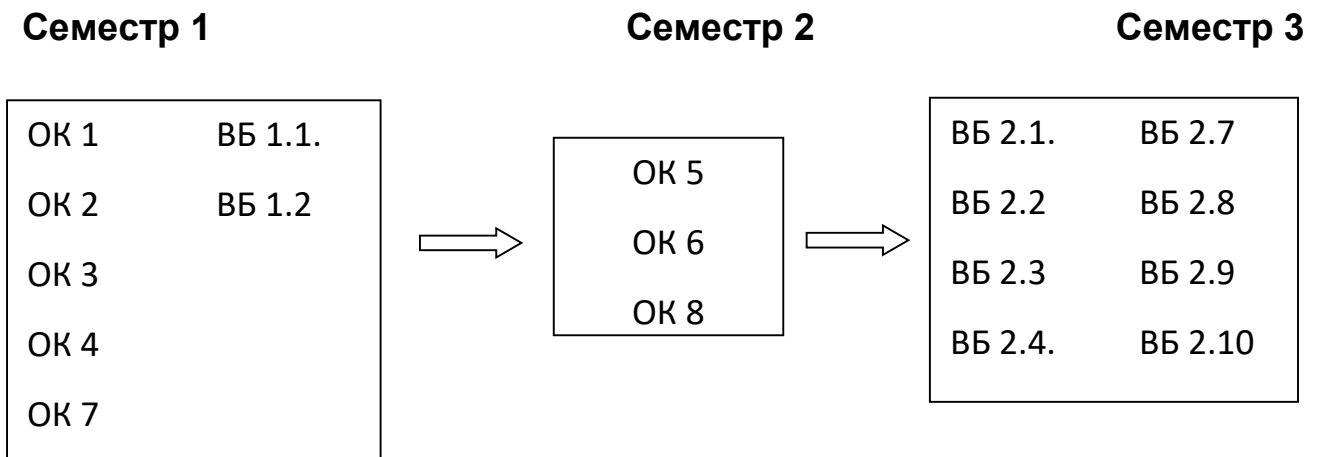 Семестр 1 Семестр 2 Семестр 3
ОК 1 ВБ 1.1.
ОК 2 ВБ 1.2
ОК 3
ОК 4
ОК 7
ОК 5
ОК 6
ОК 8
ВБ 2.1. ВБ 2.7
ВБ 2.2 ВБ 2.8
ВБ 2.3 ВБ 2.9
ВБ 2.4. ВБ 2.10